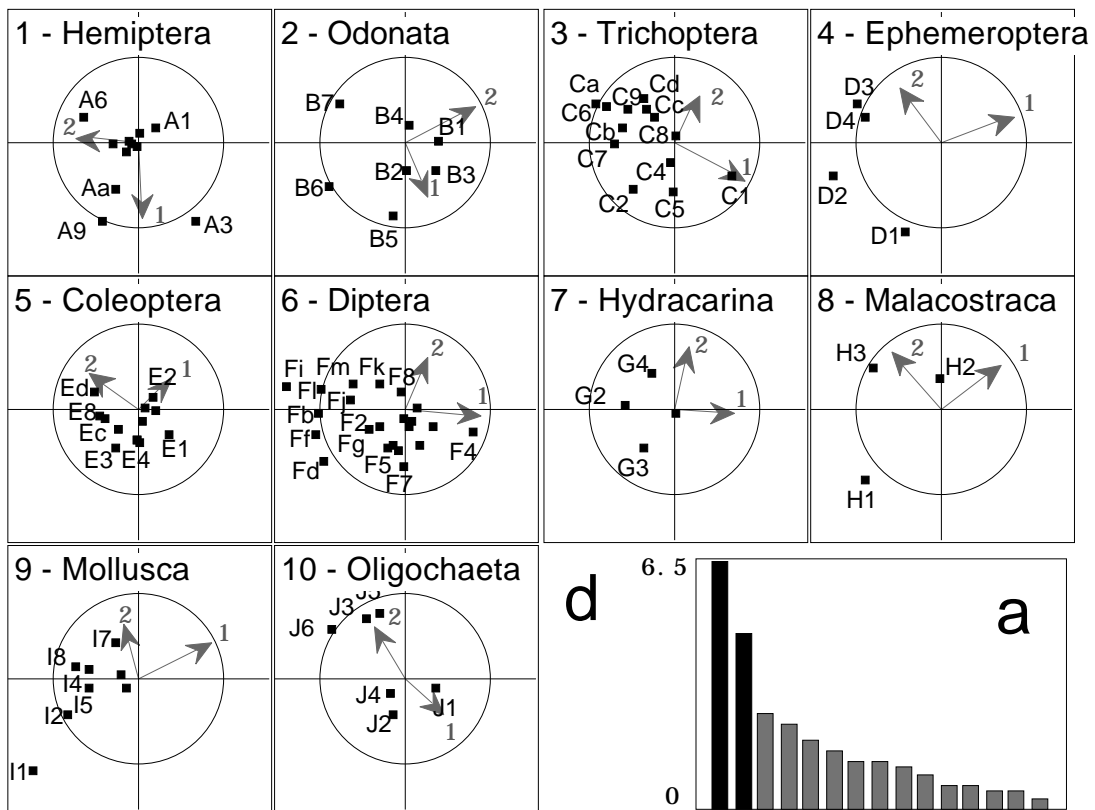 1 - Hemiptera
A6
A1
2
Aa
1
A9
A3
2 - Odonata
B7
2
B4
B1
B2
B3
B6
1
B5
3 - Trichoptera
Ca
Cd
C6
C9
Cc
2
Cb
C8
C7
C4
1
C1
C2
C5
4 - Ephemeroptera
D3
2
1
D4
D2
D1
5 - Coleoptera
2
1
Ed
E2
E8
Ec
E1
E3
E4
6 - Diptera
2
Fi
Fm
Fk
F8
Fl
Fj
1
Fb
F2
Ff
Fg
F4
F5
Fd
F7
7 - Hydracarina
2
G4
G2
1
G3
8 - Malacostraca
H3
2
1
H2
H1
9 - Mollusca
2
1
I7
I8
I4
I5
I2
I1
10 - Oligochaeta
J5
J3
2
J6
J4
J1
J2
1
6.5
d
a
0